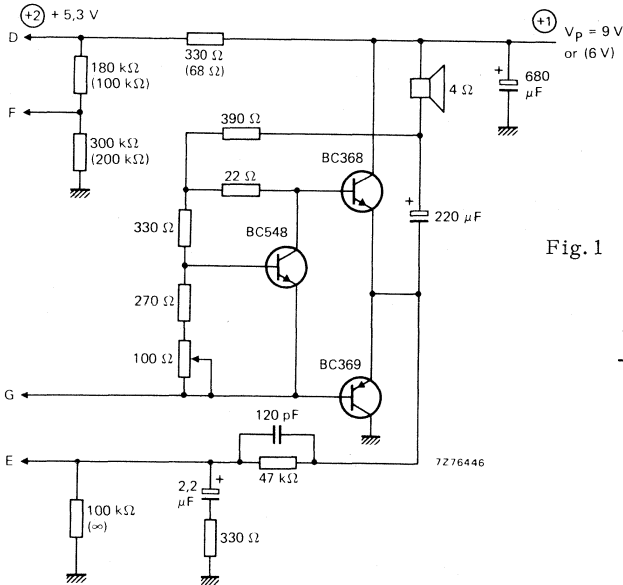 +2 + 5,3 V
+1
D
330 Ω
(68 Ω)
VP = 9 V
or (6 V)
180 kΩ
(100 kΩ)
+
680
μF
4 Ω
F
390 Ω
300 kΩ
(200 kΩ)
BC368
22 Ω
+
220 μF
330 Ω
BC548
Fig. 1
270 Ω
BC369
100 Ω
G
120 pF
E
47 kΩ
7Z76446
2,2
μF
+
100 kΩ
(∞)
330 Ω